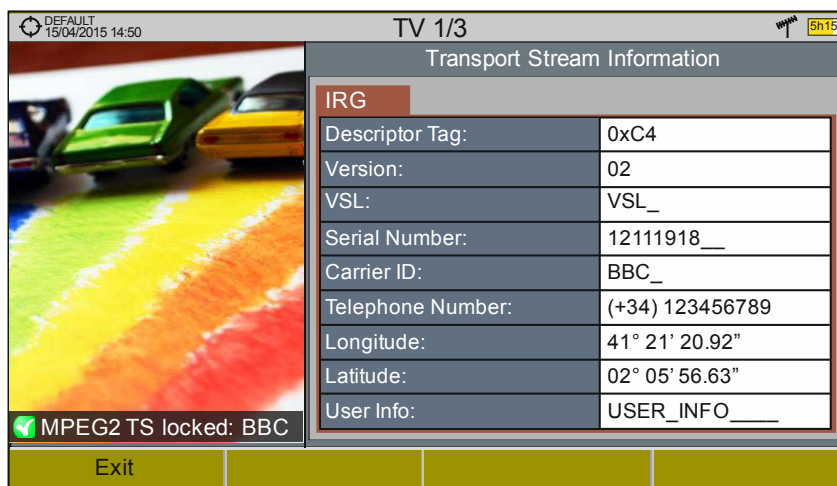 DEFAULT
15/04/2015 14:50
TV 1/3
5h15
Transport Stream Information
IRG
Descriptor Tag: 0xC4
Version: 02
VSL: VSL_
Serial Number: 12111918__
Carrier ID: BBC_
Telephone Number: (+34) 123456789
Longitude: 41° 21’ 20.92”
Latitude: 02° 05’ 56.63”
User Info: USER_INFO____
MPEG2 TS locked: BBC
Exit